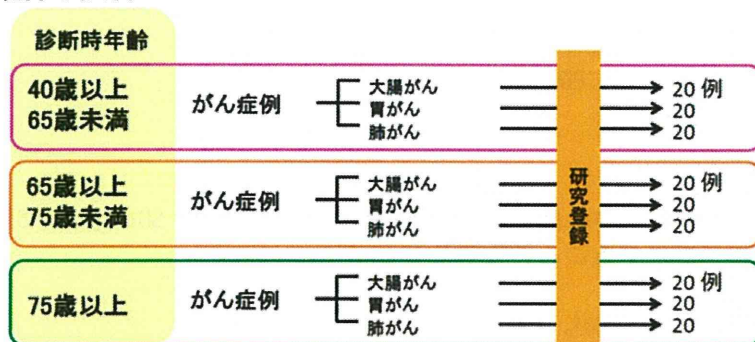 診断時年齢
40歳以上
65歳未満
がん症例
大腸がん
胃がん
肺がん
20 例
20
20
65歳以上
75歳未満
がん症例
大腸がん
胃がん
肺がん
20 例
20
20
75歳以上
がん症例
大腸がん
胃がん
肺がん
20 例
20
20
研究登録